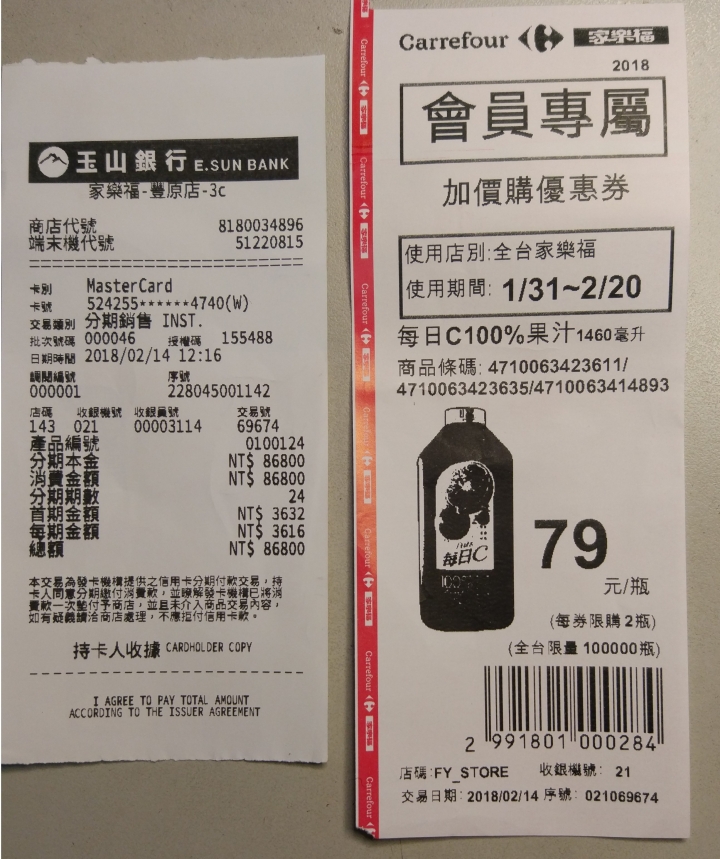 玉山銀行 E.SUN BANK
家樂福-豐原店-3c
商店代號 8180034896
端末機代號 51220815
卡別 MasterCard
卡號 524255******4740(W)
交易類別 分期銷售 INST.
批次號碼 000046 授權碼 155488
日期時間 2018/02/14 12:16
調閱編號 序號
000001 228045001142
店碼 收銀機號 收銀員號 交易號
143 021 00003114 69674
產品編號 0100124
分期本金 NT$ 86800
消費金額 NT$ 86800
分期期數 24
首期金額 NT$ 3632
每期金額 NT$ 3616
總額 NT$ 86800
本交易為發卡機構提供之信用卡分期付款交易，持
卡人同意分期繳付消費款，並瞭解發卡機構已將消
費款一次墊付予商店，並且未介入商品交易內容，
如有疑義請洽商店處理，不應拒付信用卡款。
持卡人收據 CARDHOLDER COPY
I AGREE TO PAY TOTAL AMOUNT
ACCORDING TO THE ISSUER AGREEMENT
Carrefour 家樂福
2018
會員專屬
加價購優惠券
使用店別:全台家樂福
使用期間: 1/31~2/20
每日C100%果汁1460毫升
商品條碼: 4710063423611/
4710063423635/4710063414893
每日C
79
元/瓶
(每券限購2瓶)
(全台限量 100000瓶)
2 991801 000284
店碼:FY_STORE 收銀機號: 21
交易日期: 2018/02/14 序號: 021069674